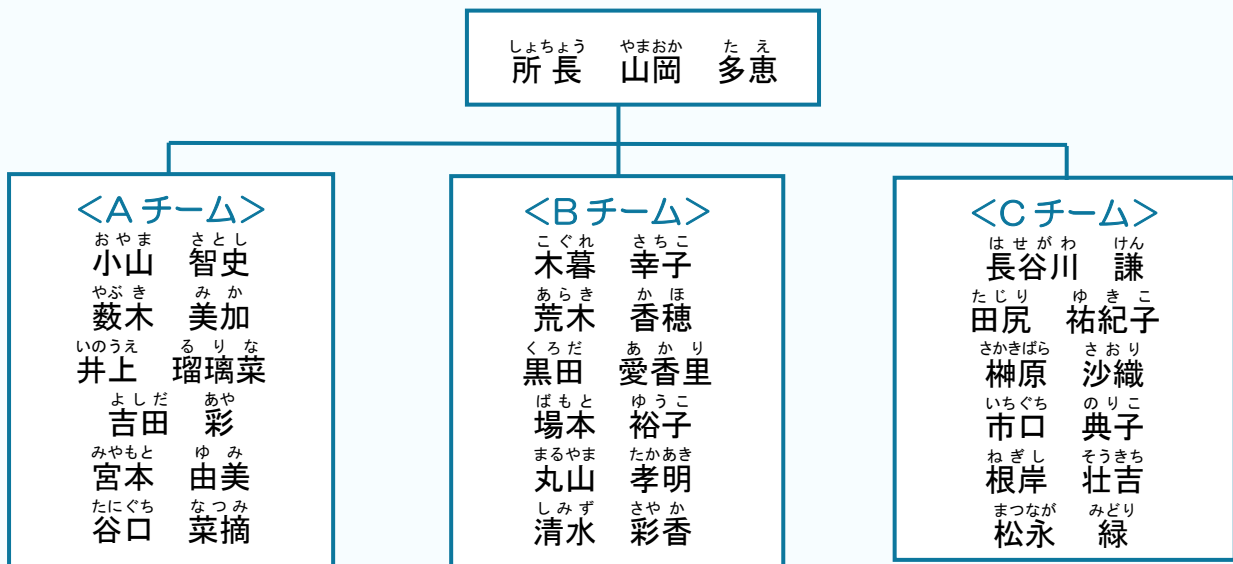 しょちょう やまおか たえ
所長 山岡 多恵
<Aチーム>
おやま さとし
小山 智史
やぶき みか
薮木 美加
いのうえ るりな
井上 瑠璃菜
よしだ あや
吉田 彩
みやもと ゆみ
宮本 由美
たにぐち なつみ
谷口 菜摘
<Bチーム>
こぐれ さちこ
木暮 幸子
あらき かほ
荒木 香穂
くろだ あかり
黒田 愛香里
ばもと ゆうこ
場本 裕子
まるやま たかあき
丸山 孝明
しみず さやか
清水 彩香
<Cチーム>
はせがわ けん
長谷川 謙
たじり ゆきこ
田尻 祐紀子
さかきばら さおり
榊原 沙織
いちぐち のりこ
市口 典子
ねぎし そうきち
根岸 壮吉
まつなが みどり
松永 緑